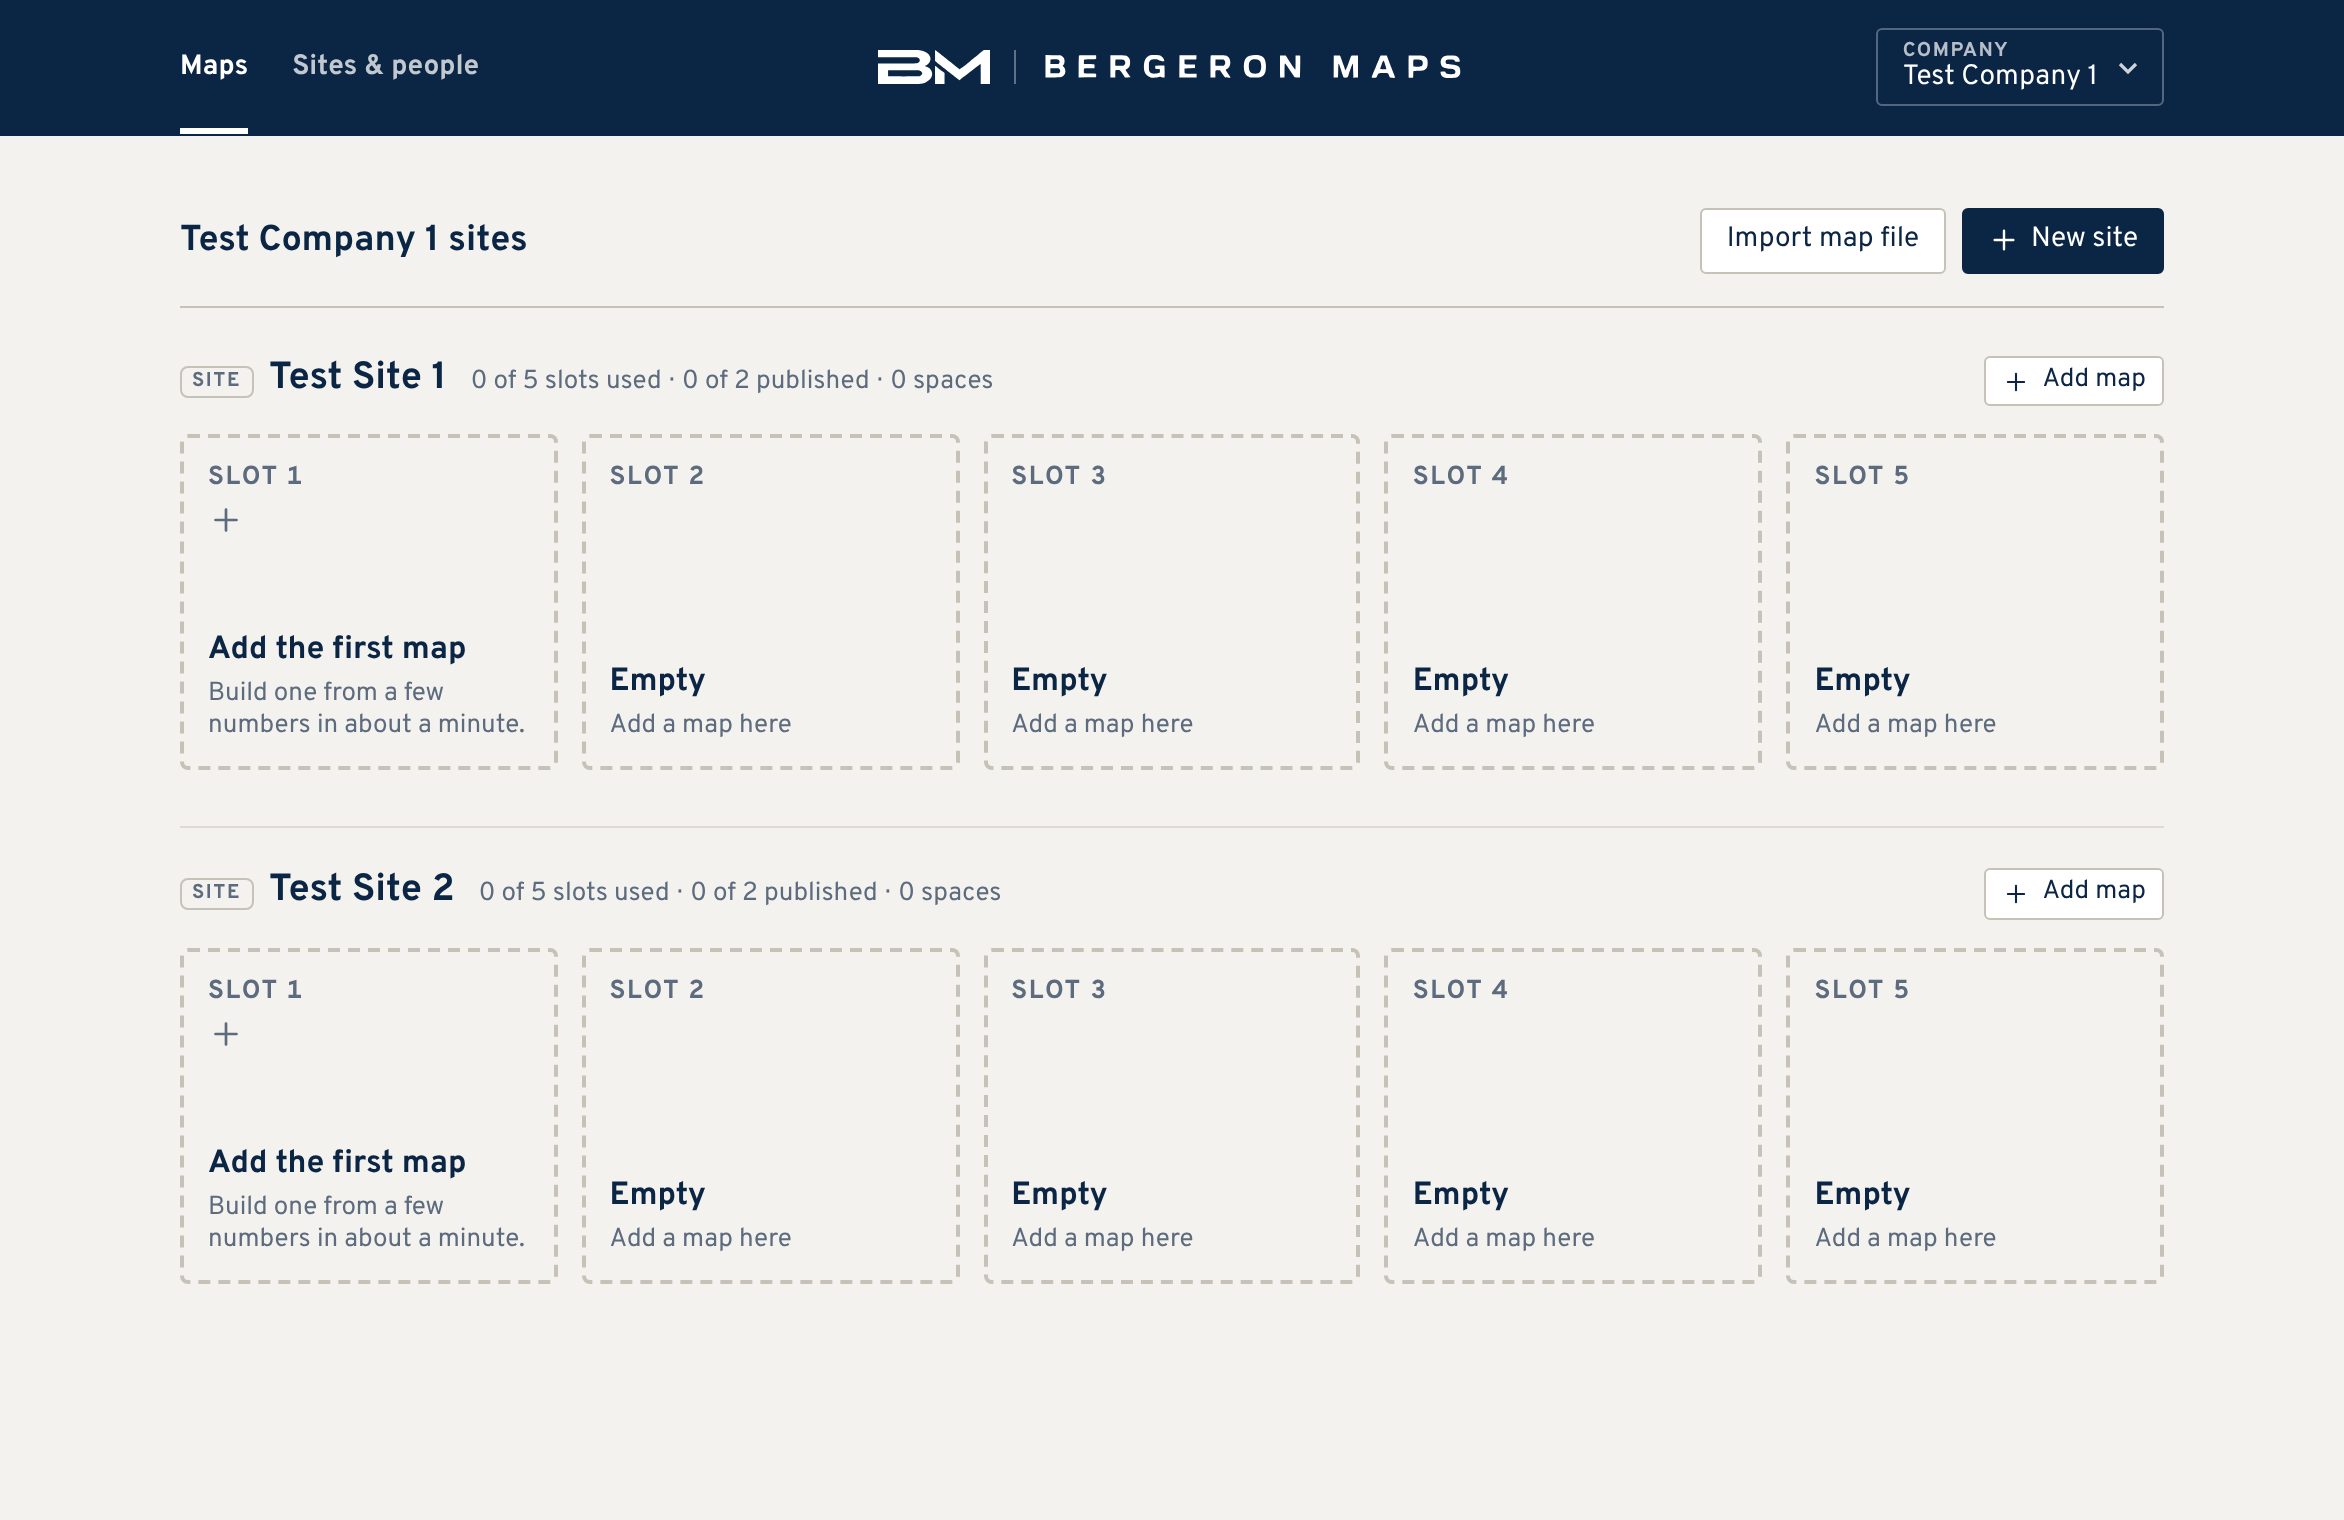 Maps
Sites & people
BM
BERGERON MAPS
COMPANY
Test Company 1
Test Company 1 sites
Import map file
+ New site
SITE
Test Site 1
0 of 5 slots used · 0 of 2 published · 0 spaces
+ Add map
SLOT 1
+
Add the first map
Build one from a few
numbers in about a minute.
SLOT 2
Empty
Add a map here
SLOT 3
Empty
Add a map here
SLOT 4
Empty
Add a map here
SLOT 5
Empty
Add a map here
SITE
Test Site 2
0 of 5 slots used · 0 of 2 published · 0 spaces
+ Add map
SLOT 1
+
Add the first map
Build one from a few
numbers in about a minute.
SLOT 2
Empty
Add a map here
SLOT 3
Empty
Add a map here
SLOT 4
Empty
Add a map here
SLOT 5
Empty
Add a map here